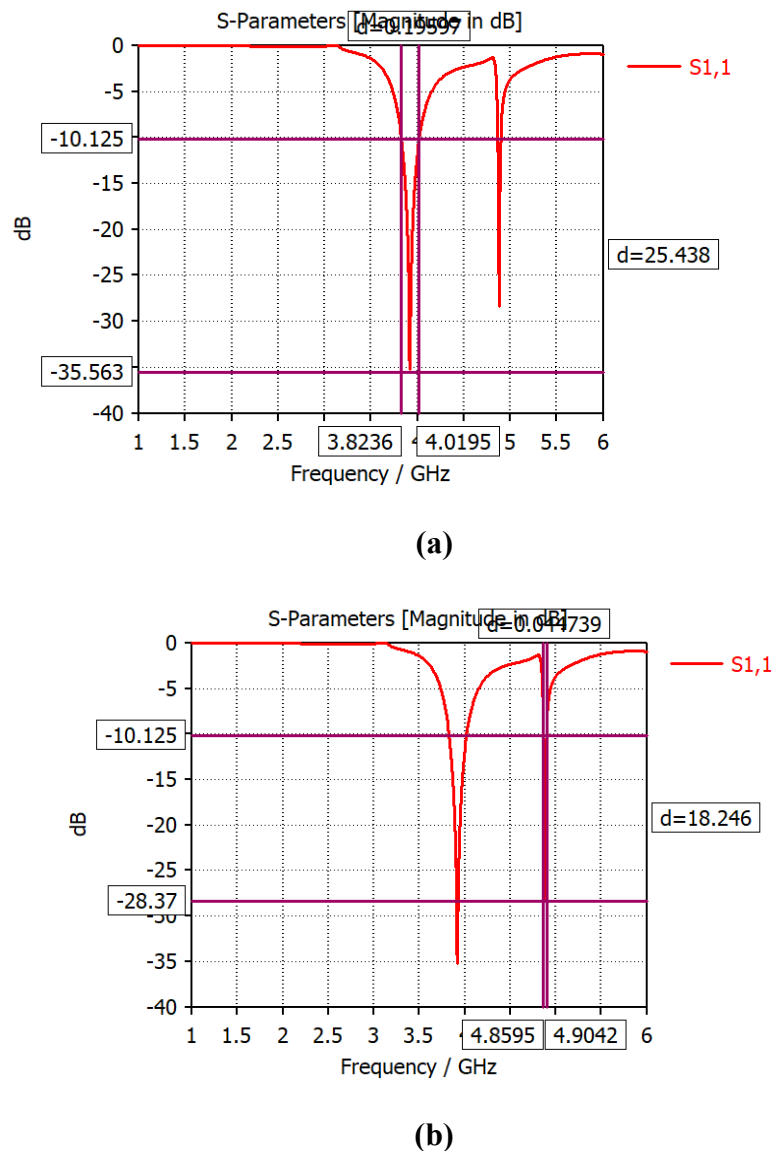 S-Parameters [Magnitude in dB]
d=0.19597
0
S1,1
-5
-10.125
-15
-20
dB
-25
d=25.438
-30
-35.563
-40
1 1.5 2 2.5 3 3.8236 4.0195 5 5.5 6
Frequency / GHz
(a)
S-Parameters [Magnitude in dB]
d=0.044739
0
S1,1
-5
-10.125
-15
-20
dB
d=18.246
-25
-28.37
-30
-35
-40
1 1.5 2 2.5 3 3.5 4.8595 4.9042 6
Frequency / GHz
(b)